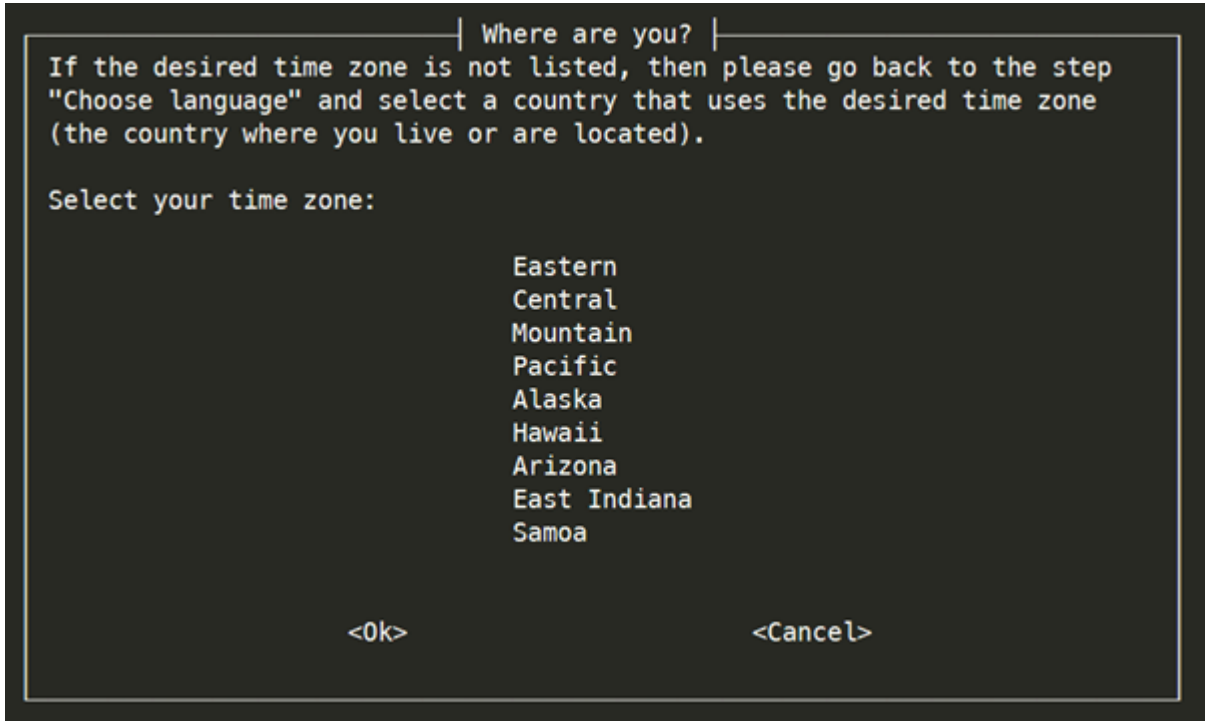 Where are you?
If the desired time zone is not listed, then please go back to the step
"Choose language" and select a country that uses the desired time zone
(the country where you live or are located).
Select your time zone:
Eastern
Central
Mountain
Pacific
Alaska
Hawaii
Arizona
East Indiana
Samoa
<Ok> <Cancel>